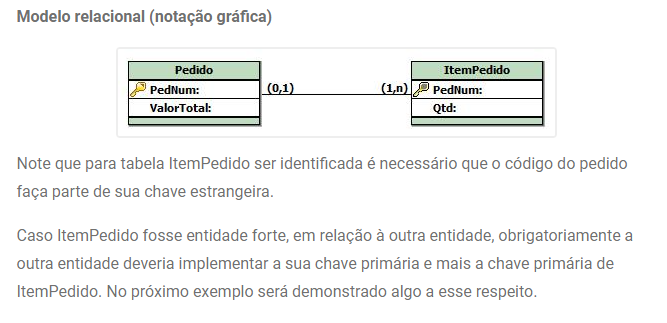 Modelo relacional (notação gráfica)
Pedido
PedNum:
ValorTotal:
(0,1)
(1,n)
ItemPedido
PedNum:
Qtd:
Note que para tabela ItemPedido ser identificada é necessário que o código do pedido
faça parte de sua chave estrangeira.
Caso ItemPedido fosse entidade forte, em relação à outra entidade, obrigatoriamente a
outra entidade deveria implementar a sua chave primária e mais a chave primária de
ItemPedido. No próximo exemplo será demonstrado algo a esse respeito.